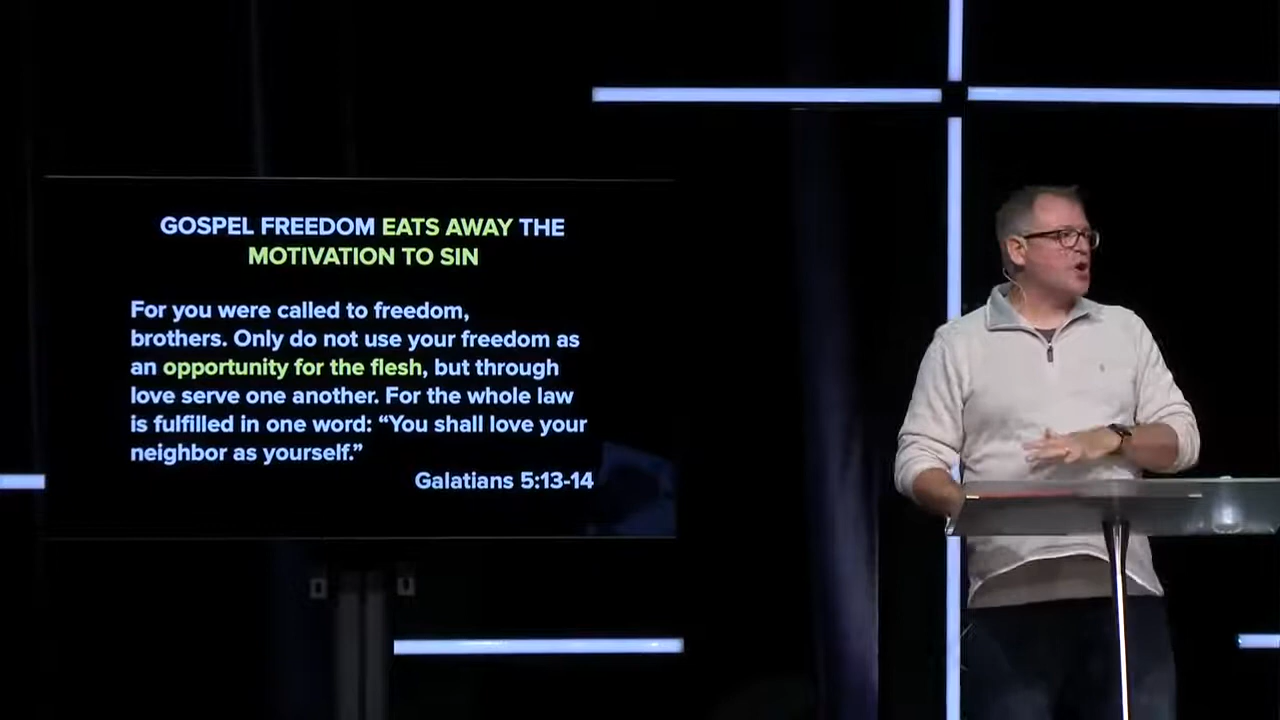 GOSPEL FREEDOM EATS AWAY THE
MOTIVATION TO SIN
For you were called to freedom,
brothers. Only do not use your freedom as
an opportunity for the flesh, but through
love serve one another. For the whole law
is fulfilled in one word: “You shall love your
neighbor as yourself.”
Galatians 5:13-14